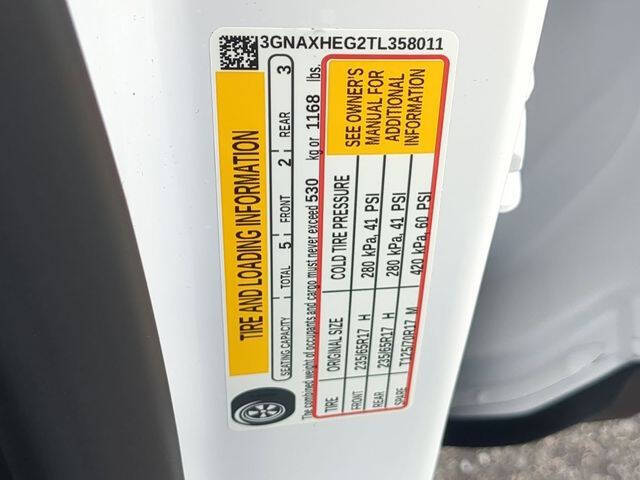 3GNAXHEG2TL358011
TIRE AND LOADING INFORMATION
SEATING CAPACITY TOTAL 5 FRONT 2 REAR 3
The combined weight of occupants and cargo must never exceed 530 kg or 1168 lbs.
TIRE ORIGINAL SIZE COLD TIRE PRESSURE
FRONT 235/65R17 H 280 kPa, 41 PSI
REAR 235/65R17 H 280 kPa, 41 PSI
SPARE T125/70R17 M 420 kPa, 60 PSI
SEE OWNER'S
MANUAL FOR
ADDITIONAL
INFORMATION